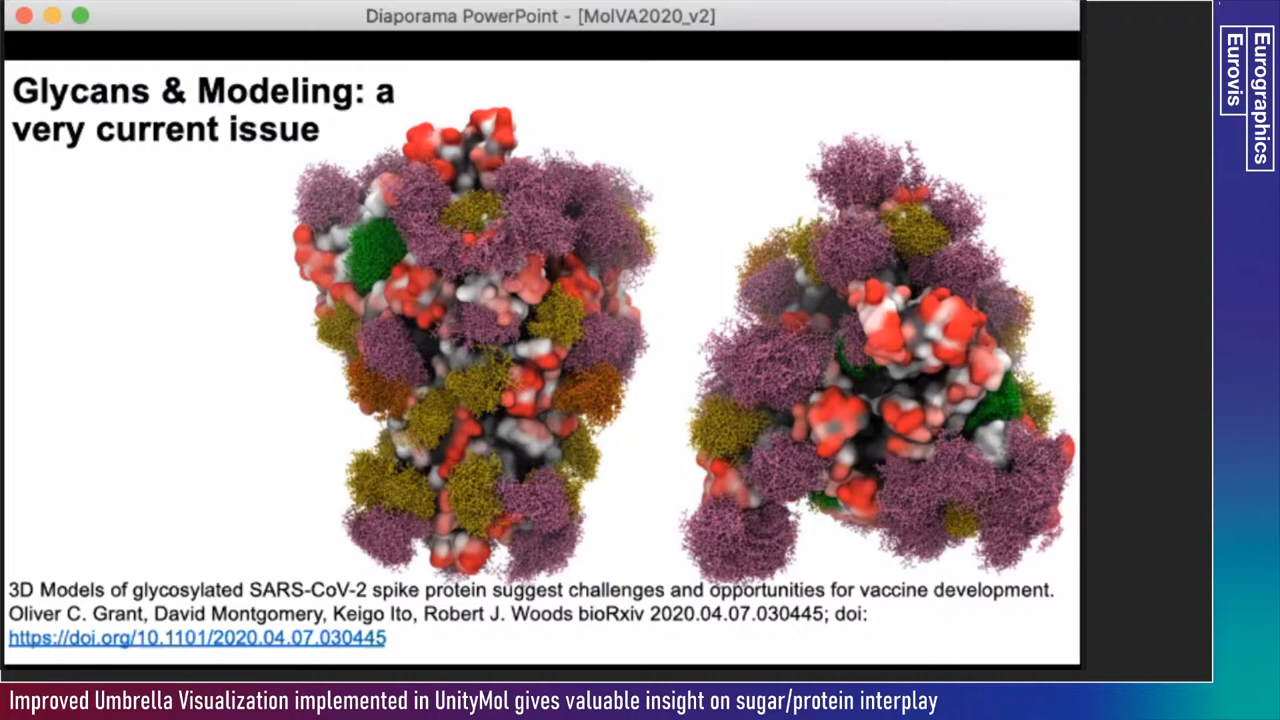 Diaporama PowerPoint - [MolVA2020_v2]
Glycans & Modeling: a
very current issue
3D Models of glycosylated SARS-CoV-2 spike protein suggest challenges and opportunities for vaccine development.
Oliver C. Grant, David Montgomery, Keigo Ito, Robert J. Woods bioRxiv 2020.04.07.030445; doi:
https://doi.org/10.1101/2020.04.07.030445
Eurographics
Eurovis
Improved Umbrella Visualization implemented in UnityMol gives valuable insight on sugar/protein interplay